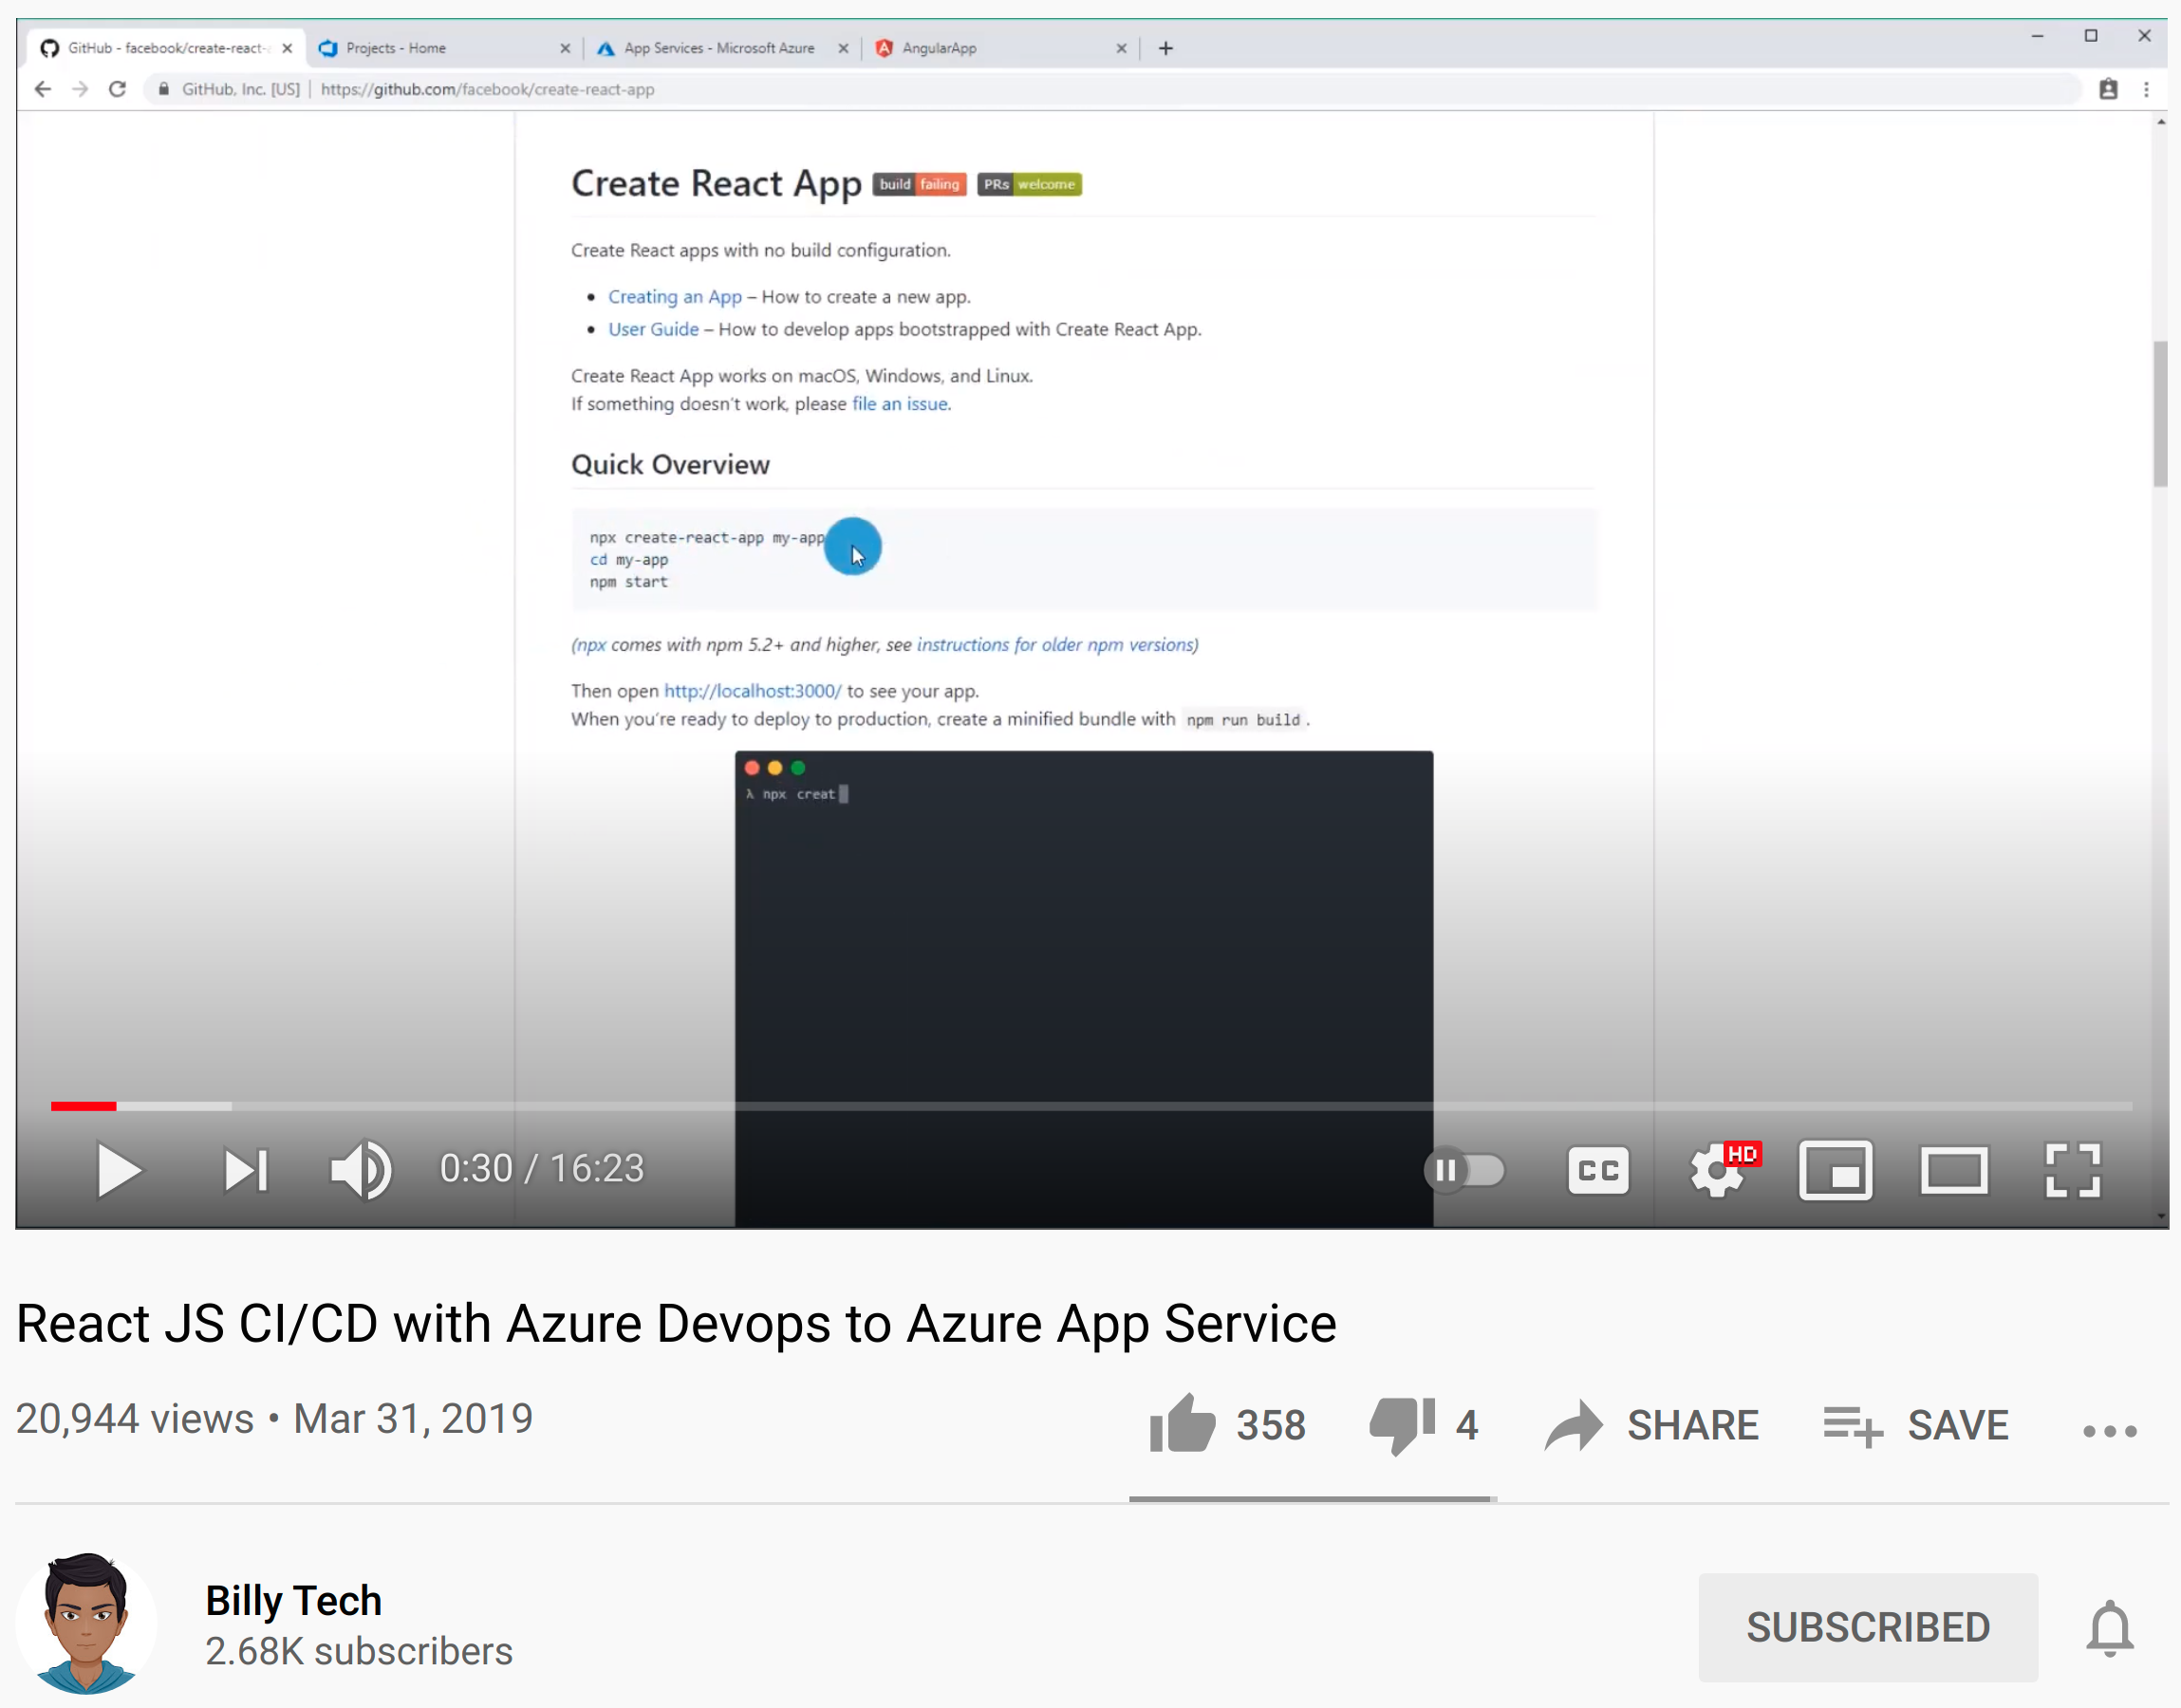 GitHub - facebook/create-react-
Projects - Home
App Services - Microsoft Azure
AngularApp
GitHub, Inc. [US] | https://github.com/facebook/create-react-app
Create React App build failing PRs welcome
Create React apps with no build configuration.
• Creating an App – How to create a new app.
• User Guide – How to develop apps bootstrapped with Create React App.
Create React App works on macOS, Windows, and Linux.
If something doesn't work, please file an issue.
Quick Overview
npx create-react-app my-app
cd my-app
npm start
(npx comes with npm 5.2+ and higher, see instructions for older npm versions)
Then open http://localhost:3000/ to see your app.
When you're ready to deploy to production, create a minified bundle with npm run build.
λ npx creat
0:30 / 16:23
CC
HD
React JS CI/CD with Azure Devops to Azure App Service
20,944 views • Mar 31, 2019
358
4
SHARE
SAVE
Billy Tech
2.68K subscribers
SUBSCRIBED